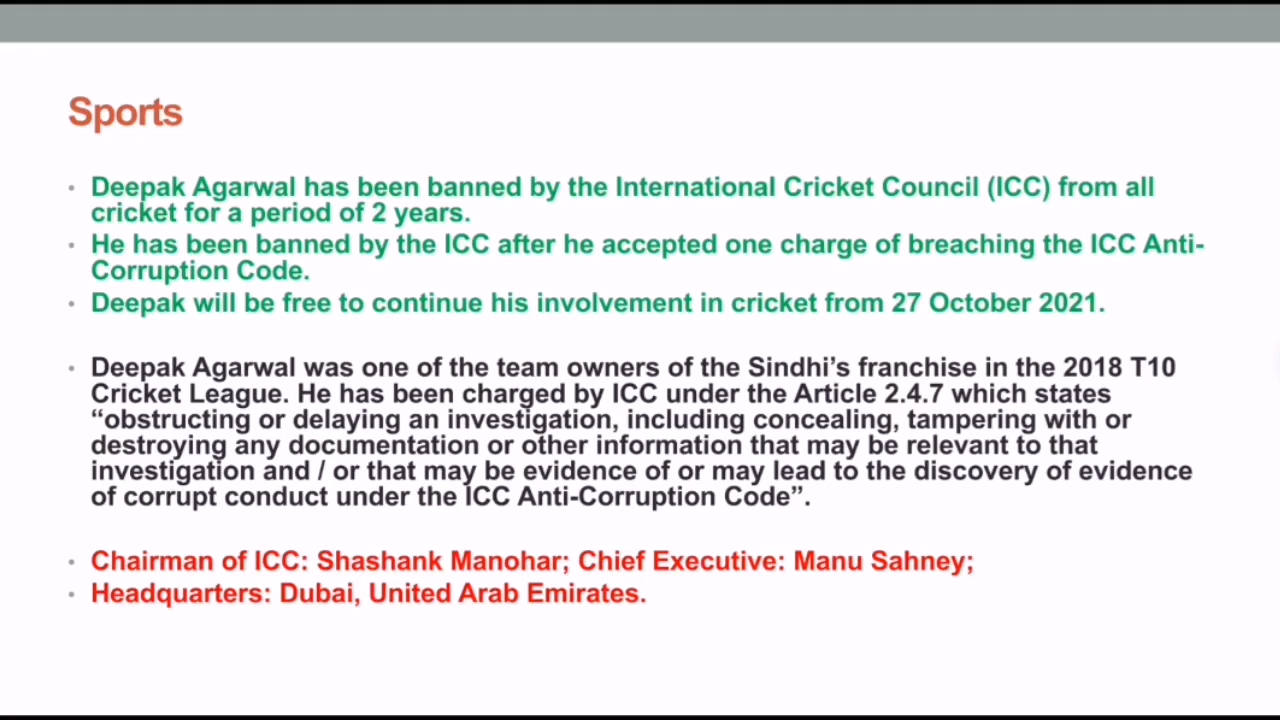 Sports
• Deepak Agarwal has been banned by the International Cricket Council (ICC) from all
cricket for a period of 2 years.
• He has been banned by the ICC after he accepted one charge of breaching the ICC Anti-
Corruption Code.
• Deepak will be free to continue his involvement in cricket from 27 October 2021.
• Deepak Agarwal was one of the team owners of the Sindhi’s franchise in the 2018 T10
Cricket League. He has been charged by ICC under the Article 2.4.7 which states
“obstructing or delaying an investigation, including concealing, tampering with or
destroying any documentation or other information that may be relevant to that
investigation and / or that may be evidence of or may lead to the discovery of evidence
of corrupt conduct under the ICC Anti-Corruption Code”.
• Chairman of ICC: Shashank Manohar; Chief Executive: Manu Sahney;
• Headquarters: Dubai, United Arab Emirates.